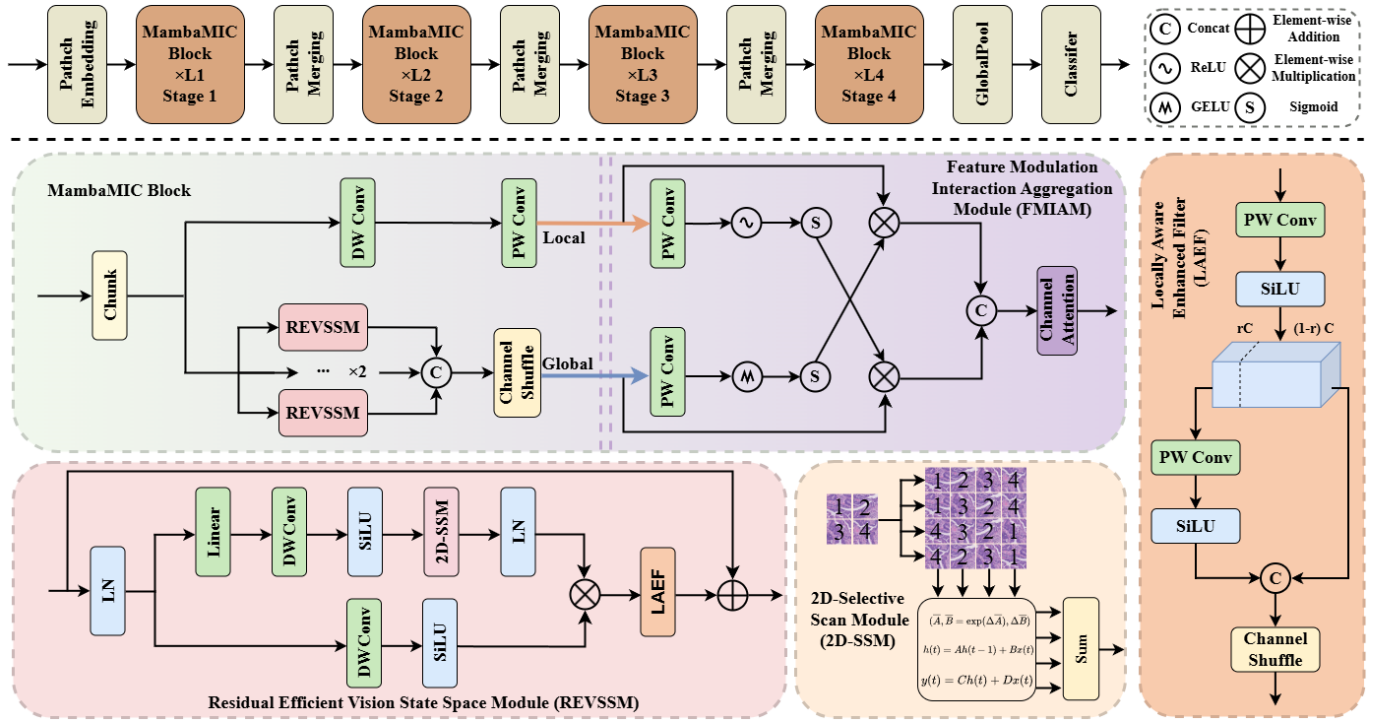 Pathch
Embedding
MambaMIC
Block
×L1
Stage 1
Pathch
Merging
MambaMIC
Block
×L2
Stage 2
Pathch
Merging
MambaMIC
Block
×L3
Stage 3
Pathch
Merging
MambaMIC
Block
×L4
Stage 4
GlobalPool
Classifer
C Concat
Element-wise
Addition
ReLU
Element-wise
Multiplication
GELU
S Sigmoid
MambaMIC Block
Feature Modulation
Interaction Aggregation
Module (FMIAM)
Chunk
DW Conv
PW Conv
Local
PW Conv
S
REVSSM
... ×2
REVSSM
C
Channel
Shuffle
Global
PW Conv
S
C
Channel
Attention
Locally Aware
Enhanced Filter
(LAEF)
PW Conv
SiLU
rC (1-r) C
PW Conv
SiLU
C
Channel
Shuffle
LN
Linear
DWConv
SiLU
2D-SSM
LN
DWConv
SiLU
LAEF
Residual Efficient Vision State Space Module (REVSSM)
1 2
3 4
1 2 3 4
1 3 2 4
4 3 2 1
4 2 3 1
2D-Selective
Scan Module
(2D-SSM)
(A̅, B̅ = exp(ΔA̅), ΔB̅)
h(t) = Ah(t − 1) + Bx(t)
y(t) = Ch(t) + Dx(t)
Sum